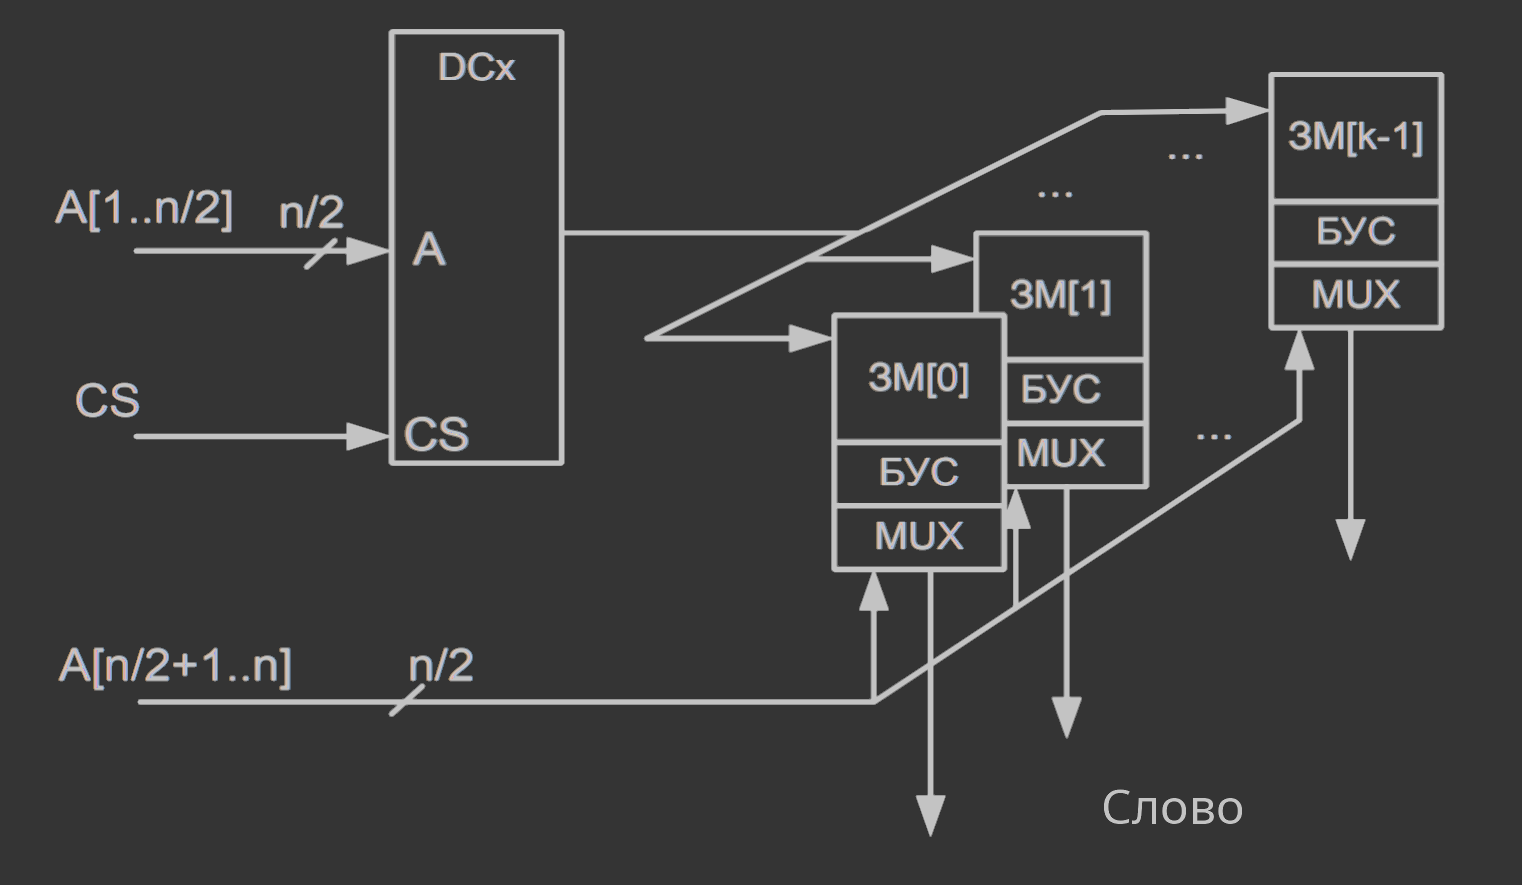 DCx
ЗМ[k-1]
...
БУС
MUX
A[1..n/2]
n/2
A
...
ЗМ[1]
БУС
MUX
...
ЗМ[0]
БУС
MUX
CS
CS
A[n/2+1..n]
n/2
Слово